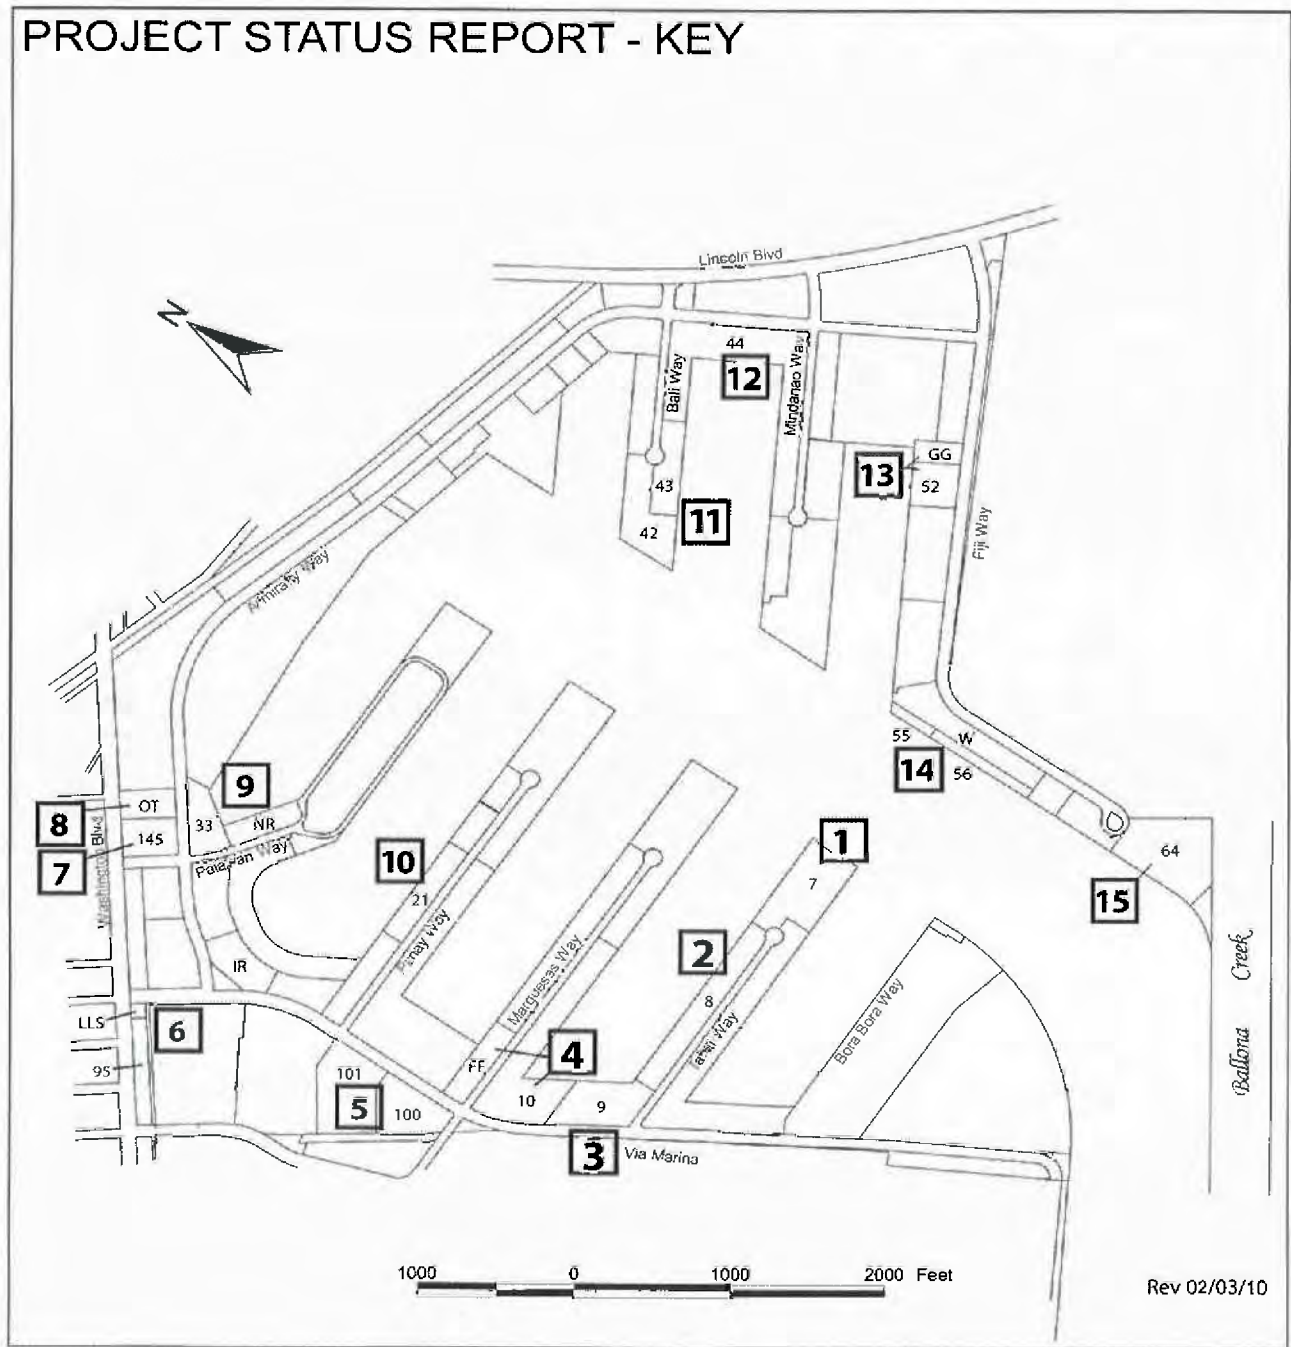 PROJECT STATUS REPORT - KEY
Lincoln Blvd
N
44
12
Bali Way
Mindanao Way
GG
13
52
43
11
42
Fiji Way
Admiralty Way
55
W
14
56
9
OT
8
33
NR
145
7
Washington Blvd
Palawan Way
1
10
7
64
21
15
Panay Way
2
IR
Marquesas Way
8
Bora Bora Way
Ballona Creek
LLS
6
Way
4
FF
95
101
5
100
10
9
3
Via Marina
1000 0 1000 2000 Feet
Rev 02/03/10